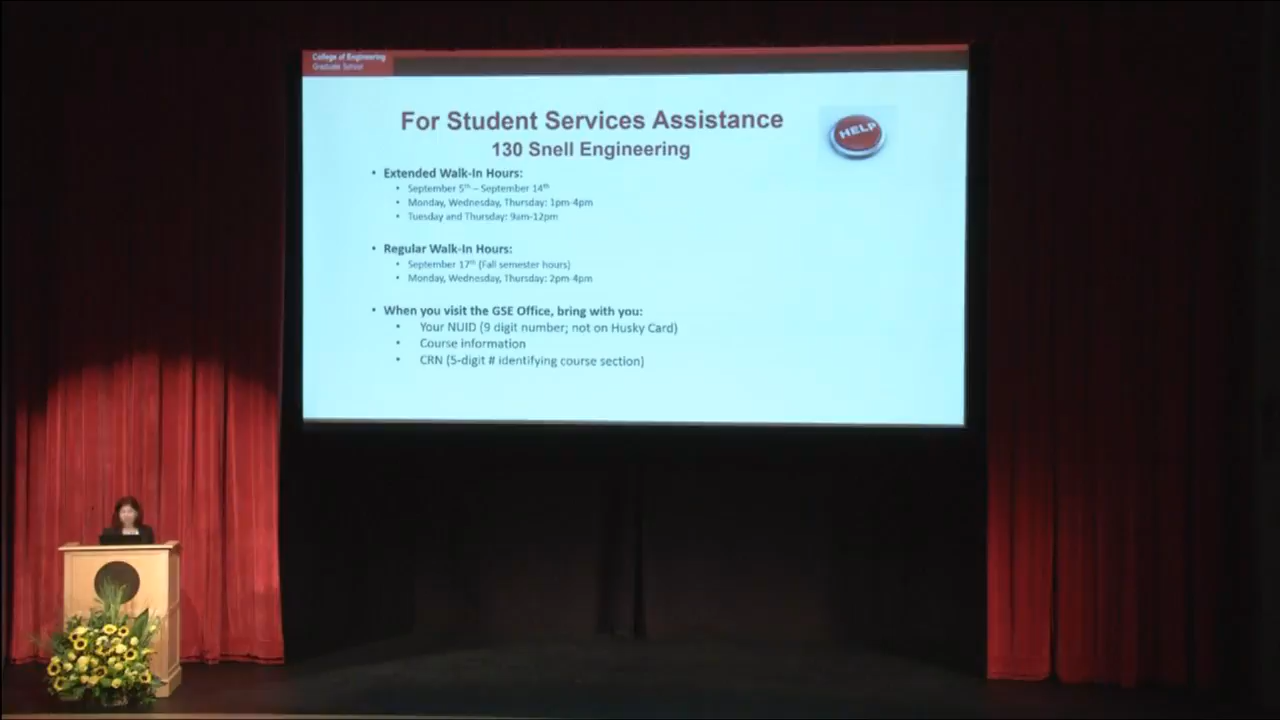 College of Engineering
Graduate School
For Student Services Assistance
HELP
130 Snell Engineering
• Extended Walk-In Hours:
• September 5th – September 14th
• Monday, Wednesday, Thursday: 1pm-4pm
• Tuesday and Thursday: 9am-12pm
• Regular Walk-In Hours:
• September 17th (Fall semester hours)
• Monday, Wednesday, Thursday: 2pm-4pm
• When you visit the GSE Office, bring with you:
• Your NUID (9 digit number; not on Husky Card)
• Course information
• CRN (5-digit # identifying course section)